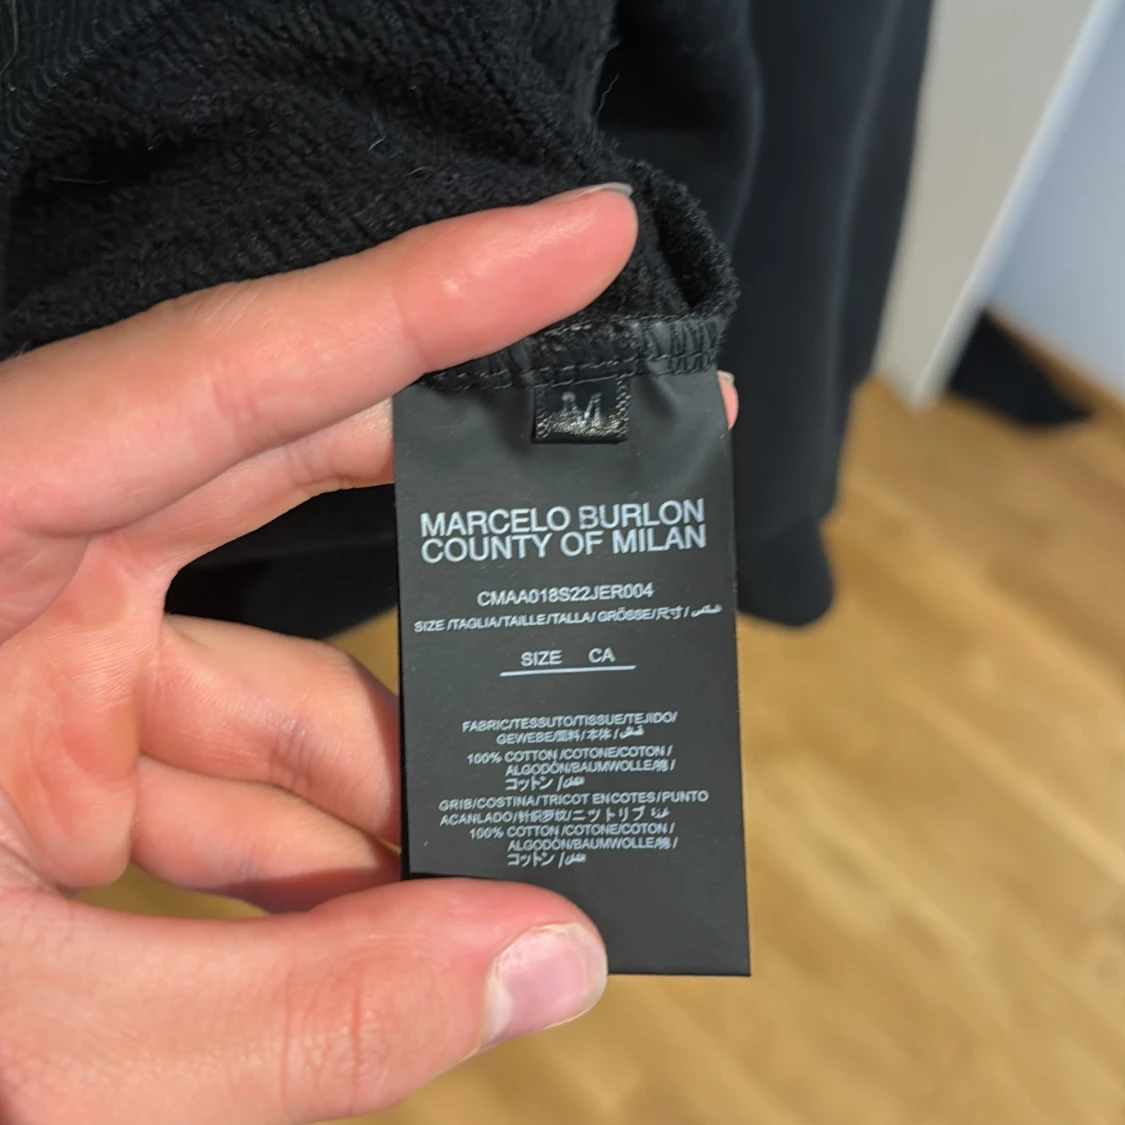 M
MARCELO BURLON
COUNTY OF MILAN
CMAA018S22JER004
SIZE/TAGLIA/TAILLE/TALLA/GRÖSSE/尺寸/
SIZE CA
FABRIC/TESSUTO/TISSUE/TEJIDO/
GEWEBE/面料/本体/
100% COTTON/COTONE/COTON/
ALGODÓN/BAUMWOLLE/棉/
コットン/
GRIB/COSTINA/TRICOT ENCOTES/PUNTO
ACANLADO/针织罗纹/ニットリブ
100% COTTON/COTONE/COTON/
ALGODÓN/BAUMWOLLE/棉/
コットン/